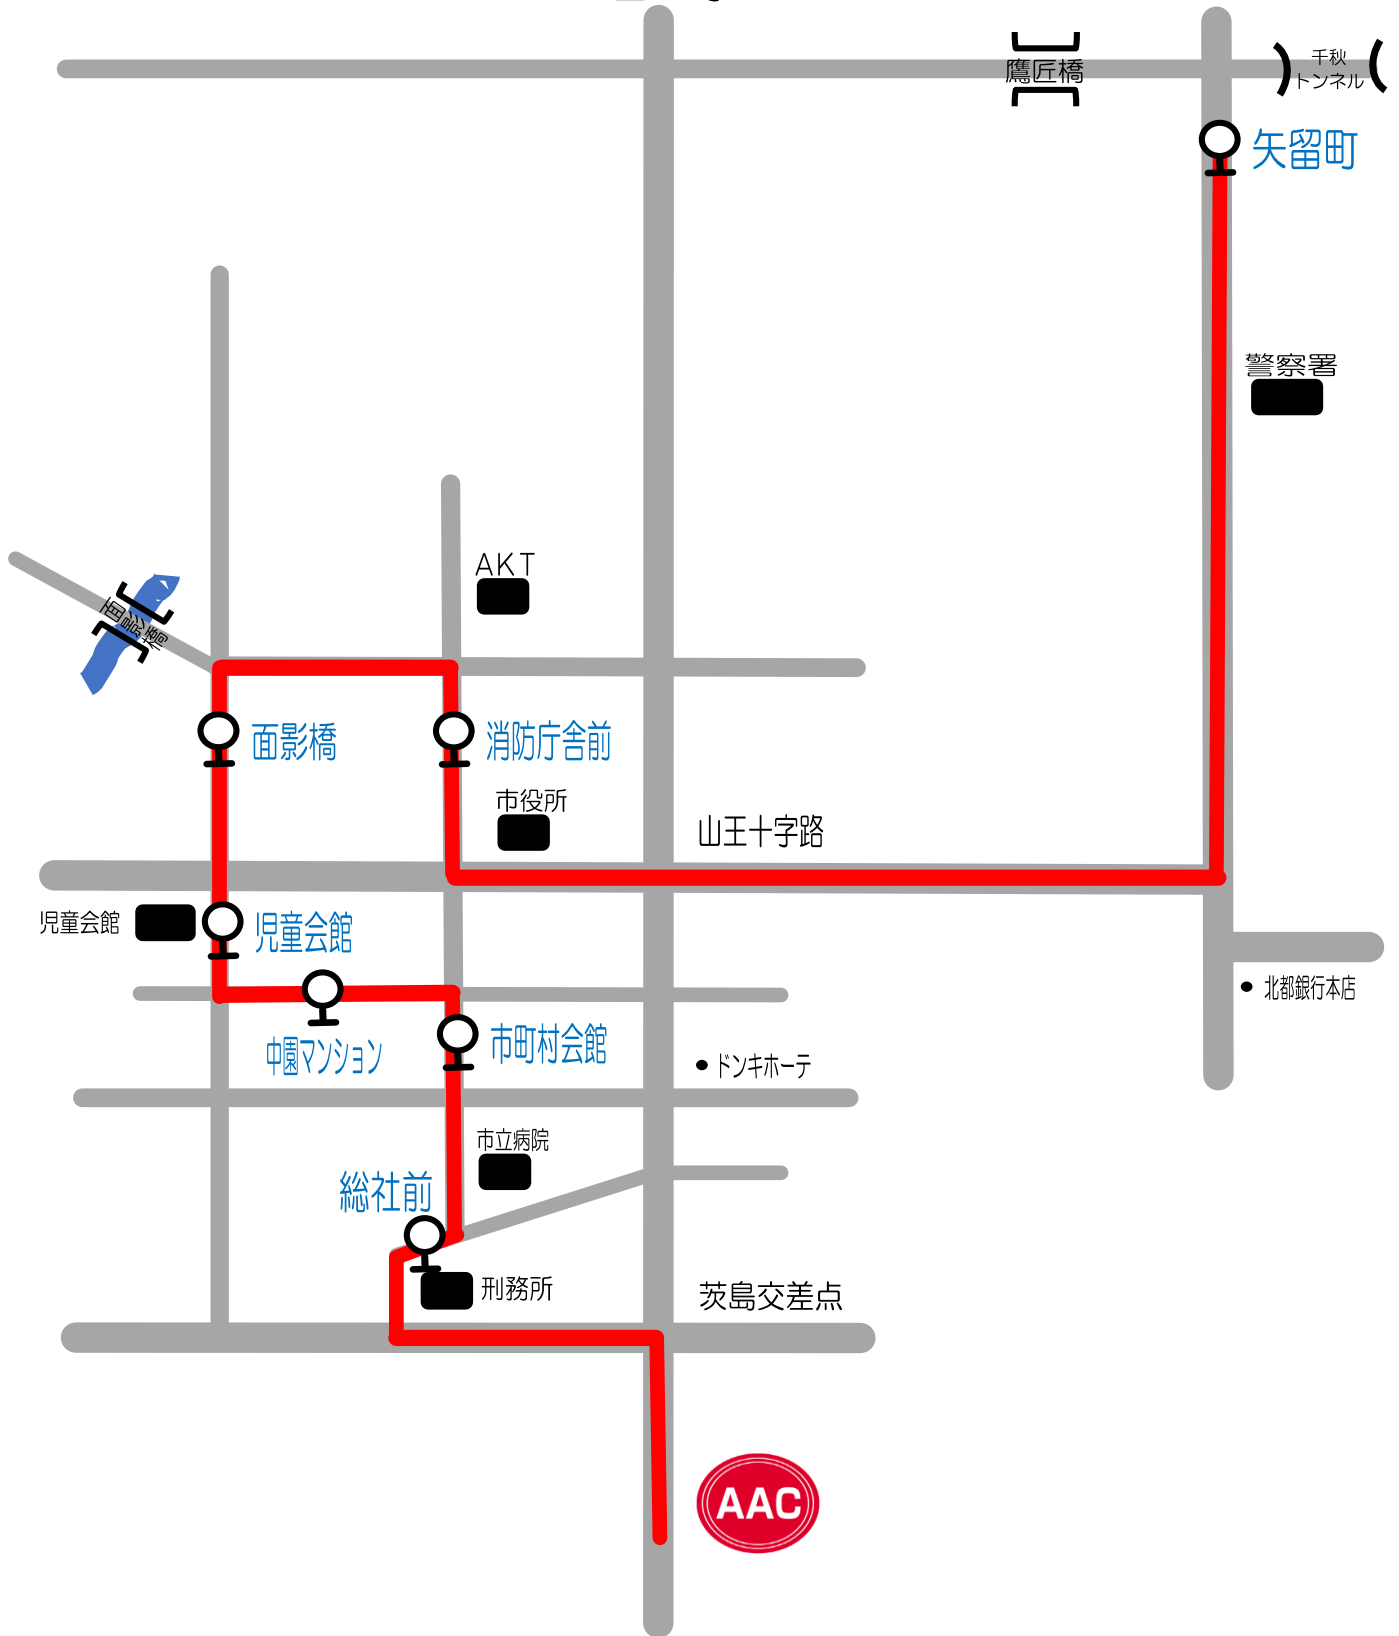 鷹匠橋
千秋
トンネル
矢留町
警察署
AKT
面影橋
面影橋
消防庁舎前
市役所
山王十字路
児童会館
児童会館
北都銀行本店
中園マンション
市町村会館
ドンキホーテ
市立病院
総社前
刑務所
茨島交差点
AAC